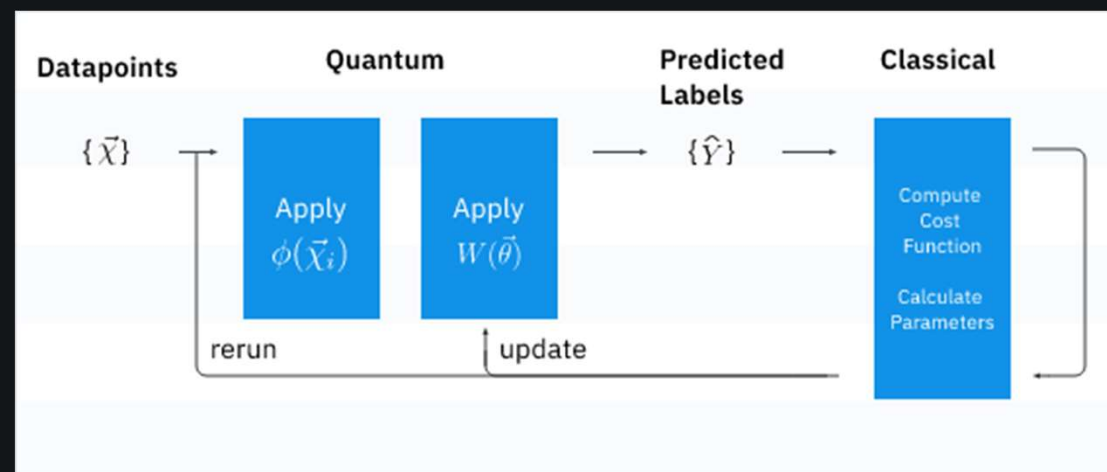 Datapoints
Quantum
Predicted
Labels
Classical
{χ⃗}
Apply
ϕ(χ⃗ᵢ)
Apply
W(θ⃗)
{Ŷ}
Compute
Cost
Function
Calculate
Parameters
rerun
update